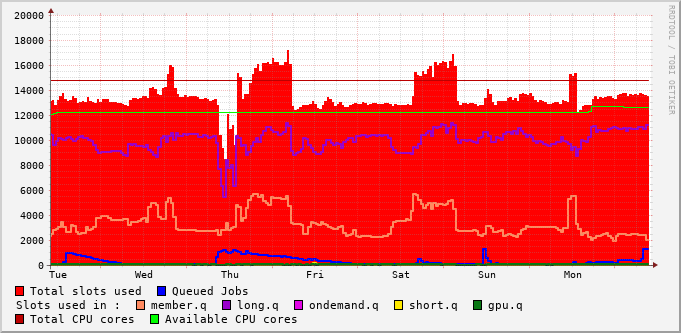 20000
18000
16000
14000
12000
10000
8000
6000
4000
2000
0
Tue Wed Thu Fri Sat Sun Mon
Total slots used Queued Jobs
Slots used in : member.q long.q ondemand.q short.q gpu.q
Total CPU cores Available CPU cores
RRDTOOL / TOBI OETIKER